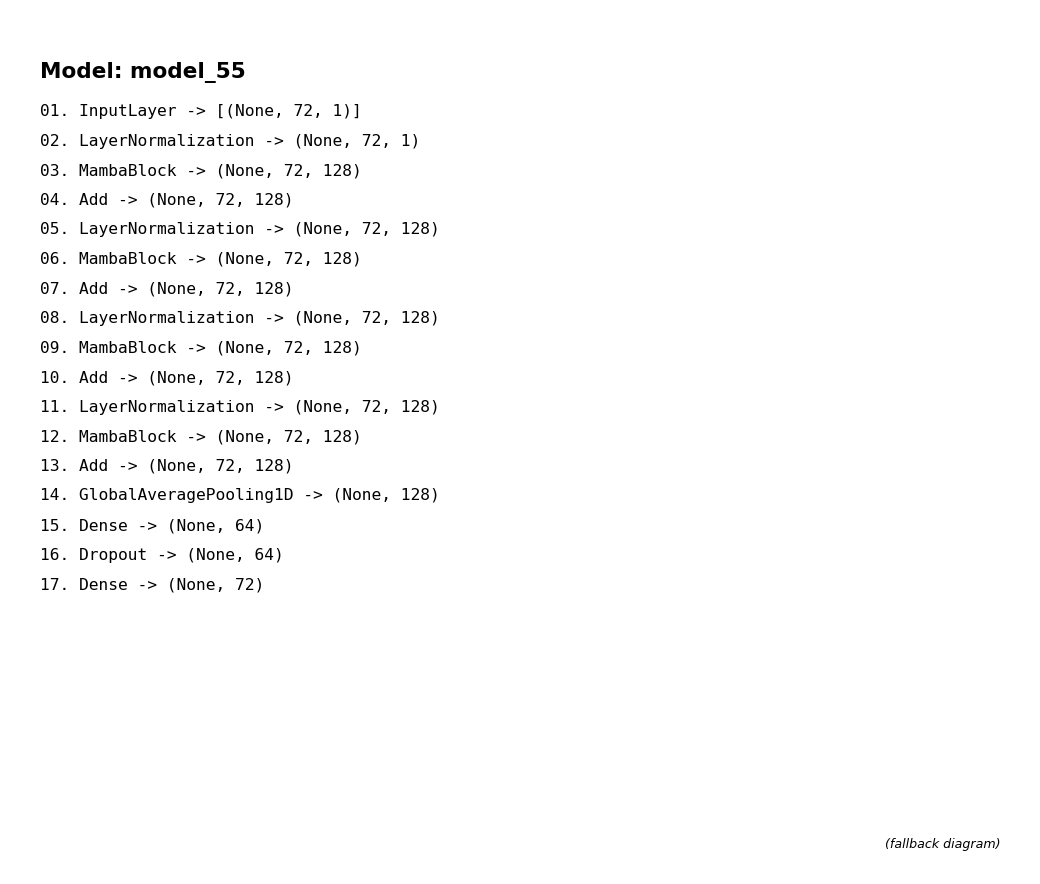 Model: model_55
01. InputLayer -> [(None, 72, 1)]
02. LayerNormalization -> (None, 72, 1)
03. MambaBlock -> (None, 72, 128)
04. Add -> (None, 72, 128)
05. LayerNormalization -> (None, 72, 128)
06. MambaBlock -> (None, 72, 128)
07. Add -> (None, 72, 128)
08. LayerNormalization -> (None, 72, 128)
09. MambaBlock -> (None, 72, 128)
10. Add -> (None, 72, 128)
11. LayerNormalization -> (None, 72, 128)
12. MambaBlock -> (None, 72, 128)
13. Add -> (None, 72, 128)
14. GlobalAveragePooling1D -> (None, 128)
15. Dense -> (None, 64)
16. Dropout -> (None, 64)
17. Dense -> (None, 72)
(fallback diagram)